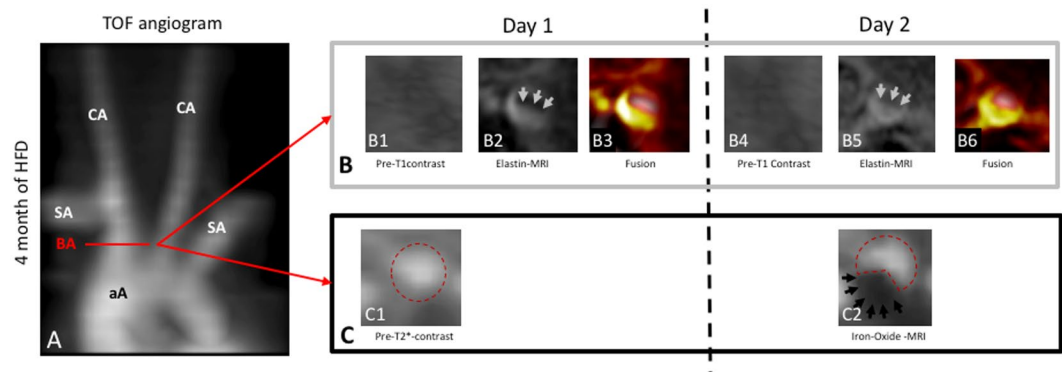 TOF angiogram
Day 1
Day 2
4 month of HFD
CA
CA
SA
SA
BA
aA
A
B
B1
B2
B3
B4
B5
B6
Pre-T1contrast
Elastin-MRI
Fusion
Pre-T1 Contrast
Elastin-MRI
Fusion
C
C1
C2
Pre-T2*-contrast
Iron-Oxide -MRI